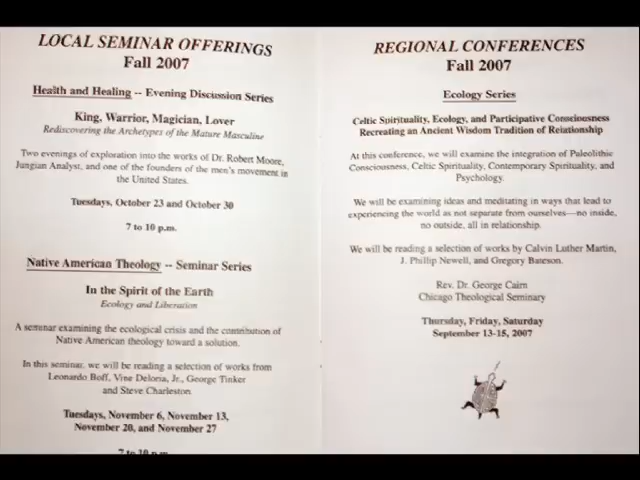 LOCAL SEMINAR OFFERINGS
Fall 2007
Health and Healing -- Evening Discussion Series
King, Warrior, Magician, Lover
Rediscovering the Archetypes of the Mature Masculine
Two evenings of exploration into the works of Dr. Robert Moore,
Jungian Analyst, and one of the founders of the men's movement in
the United States.
Tuesdays, October 23 and October 30
7 to 10 p.m.
Native American Theology -- Seminar Series
In the Spirit of the Earth
Ecology and Liberation
A seminar examining the ecological crisis and the contribution of
Native American theology toward a solution.
In this seminar, we will be reading a selection of works from
Leonardo Boff, Vine Deloria, Jr., George Tinker
and Steve Charleston.
Tuesdays, November 6, November 13,
November 20, and November 27
7 to 10 p.m.
REGIONAL CONFERENCES
Fall 2007
Ecology Series
Celtic Spirituality, Ecology, and Participative Consciousness
Recreating an Ancient Wisdom Tradition of Relationship
At this conference, we will examine the integration of Paleolithic
Consciousness, Celtic Spirituality, Contemporary Spirituality, and
Psychology.
We will be examining ideas and meditating in ways that lead to
experiencing the world as not separate from ourselves—no inside,
no outside, all in relationship.
We will be reading a selection of works by Calvin Luther Martin,
J. Phillip Newell, and Gregory Bateson.
Rev. Dr. George Cairn
Chicago Theological Seminary
Thursday, Friday, Saturday
September 13-15, 2007